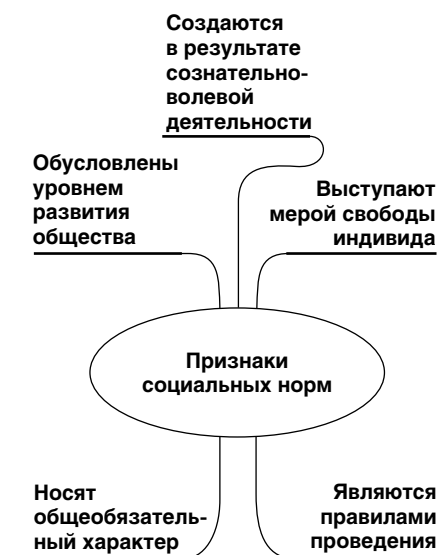 Создаются
в результате
сознательно-
волевой
деятельности
Обусловлены
уровнем
развития
общества
Выступают
мерой свободы
индивида
Признаки
социальных норм
Носят
общеобязатель-
ный характер
Являются
правилами
проведения